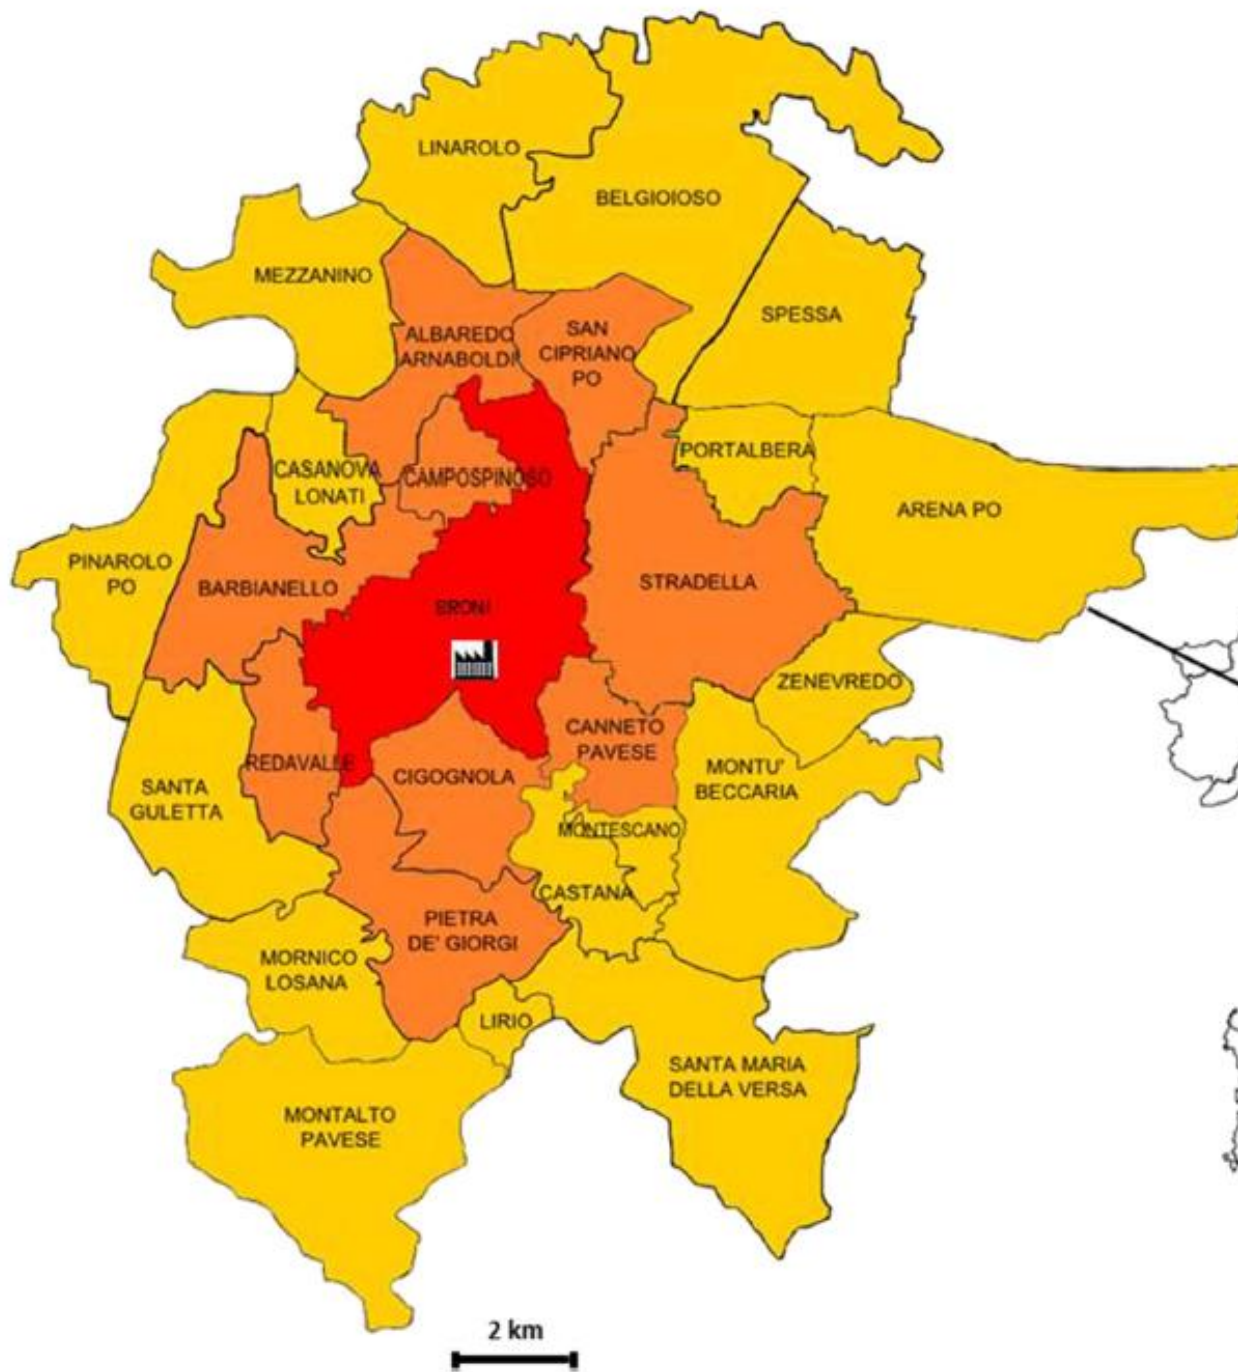 LINAROLO
BELGIOIOSO
MEZZANINO
SPESSA
ALBAREDO
ARNABOLDI
SAN
CIPRIANO
PO
PORTALBERA
CASANOVA
LONATI
CAMPOSPINOSO
ARENA PO
PINAROLO
PO
BARBIANELLO
BRONI
STRADELLA
ZENEVREDO
CANNETO
PAVESE
REDAVALLE
CIGOGNOLA
MONTU'
BECCARIA
SANTA
GULETTA
MONTESCANO
CASTANA
PIETRA
DE' GIORGI
MORNICO
LOSANA
LIRIO
SANTA MARIA
DELLA VERSA
MONTALTO
PAVESE
2 km